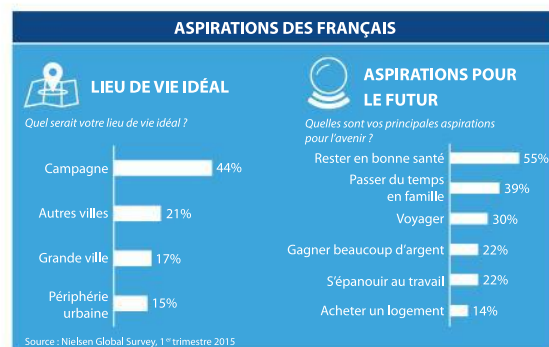 ASPIRATIONS DES FRANÇAIS
LIEU DE VIE IDÉAL
Quel serait votre lieu de vie idéal ?
Campagne 44%
Autres villes 21%
Grande ville 17%
Périphérie
urbaine 15%
Source : Nielsen Global Survey, 1er trimestre 2015
ASPIRATIONS POUR
LE FUTUR
Quelles sont vos principales aspirations
pour l'avenir ?
Rester en bonne santé 55%
Passer du temps
en famille 39%
Voyager 30%
Gagner beaucoup d'argent 22%
S'épanouir au travail 22%
Acheter un logement 14%